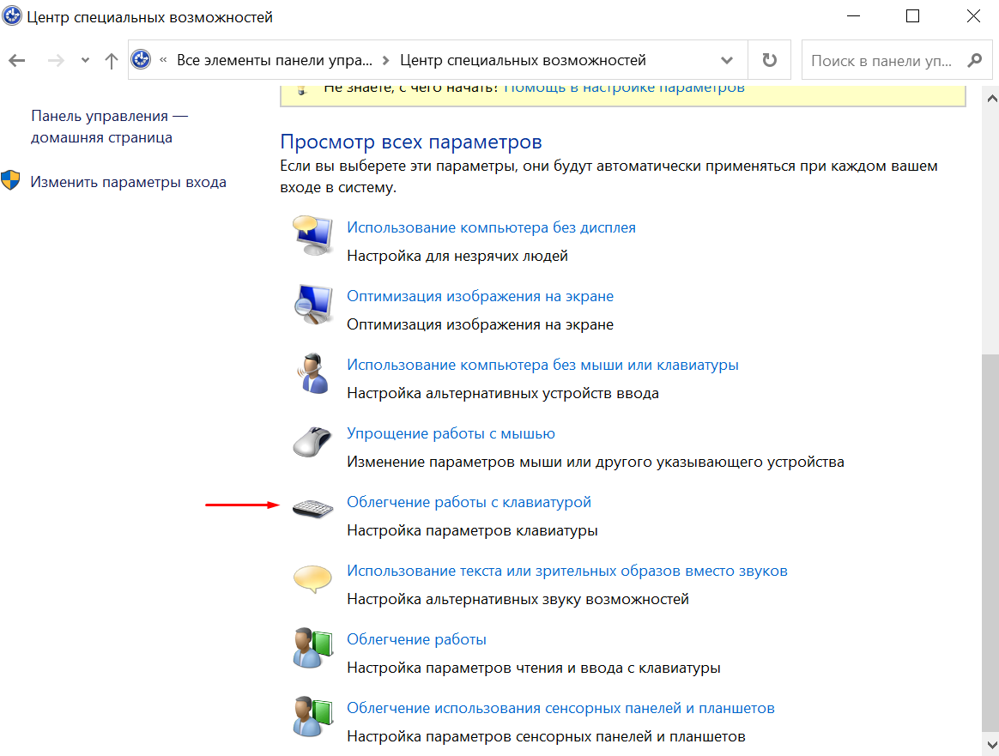 Центр специальных возможностей
« Все элементы панели упра... > Центр специальных возможностей
Поиск в панели уп...
Не знаете, с чего начать? Помощь в настройке параметров
Панель управления —
домашняя страница
Изменить параметры входа
Просмотр всех параметров
Если вы выберете эти параметры, они будут автоматически применяться при каждом вашем
входе в систему.
Использование компьютера без дисплея
Настройка для незрячих людей
Оптимизация изображения на экране
Оптимизация изображения на экране
Использование компьютера без мыши или клавиатуры
Настройка альтернативных устройств ввода
Упрощение работы с мышью
Изменение параметров мыши или другого указывающего устройства
Облегчение работы с клавиатурой
Настройка параметров клавиатуры
Использование текста или зрительных образов вместо звуков
Настройка альтернативных звуку возможностей
Облегчение работы
Настройка параметров чтения и ввода с клавиатуры
Облегчение использования сенсорных панелей и планшетов
Настройка параметров сенсорных панелей и планшетов